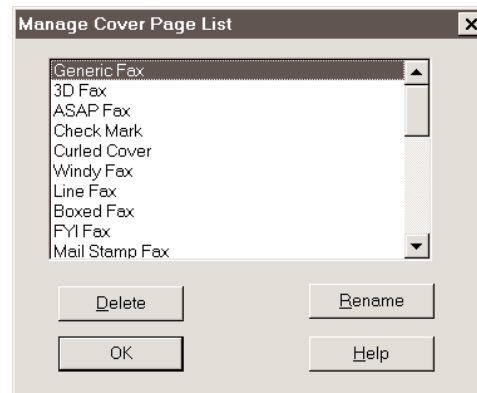 Manage Cover Page List
Generic Fax
3D Fax
ASAP Fax
Check Mark
Curled Cover
Windy Fax
Line Fax
Boxed Fax
FYI Fax
Mail Stamp Fax
Delete
Rename
OK
Help